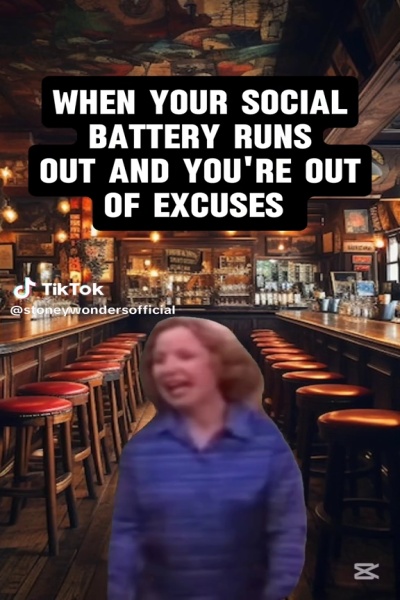 WHEN YOUR SOCIAL
BATTERY RUNS
OUT AND YOU'RE OUT
OF EXCUSES
TikTok
@stoneywondersofficial